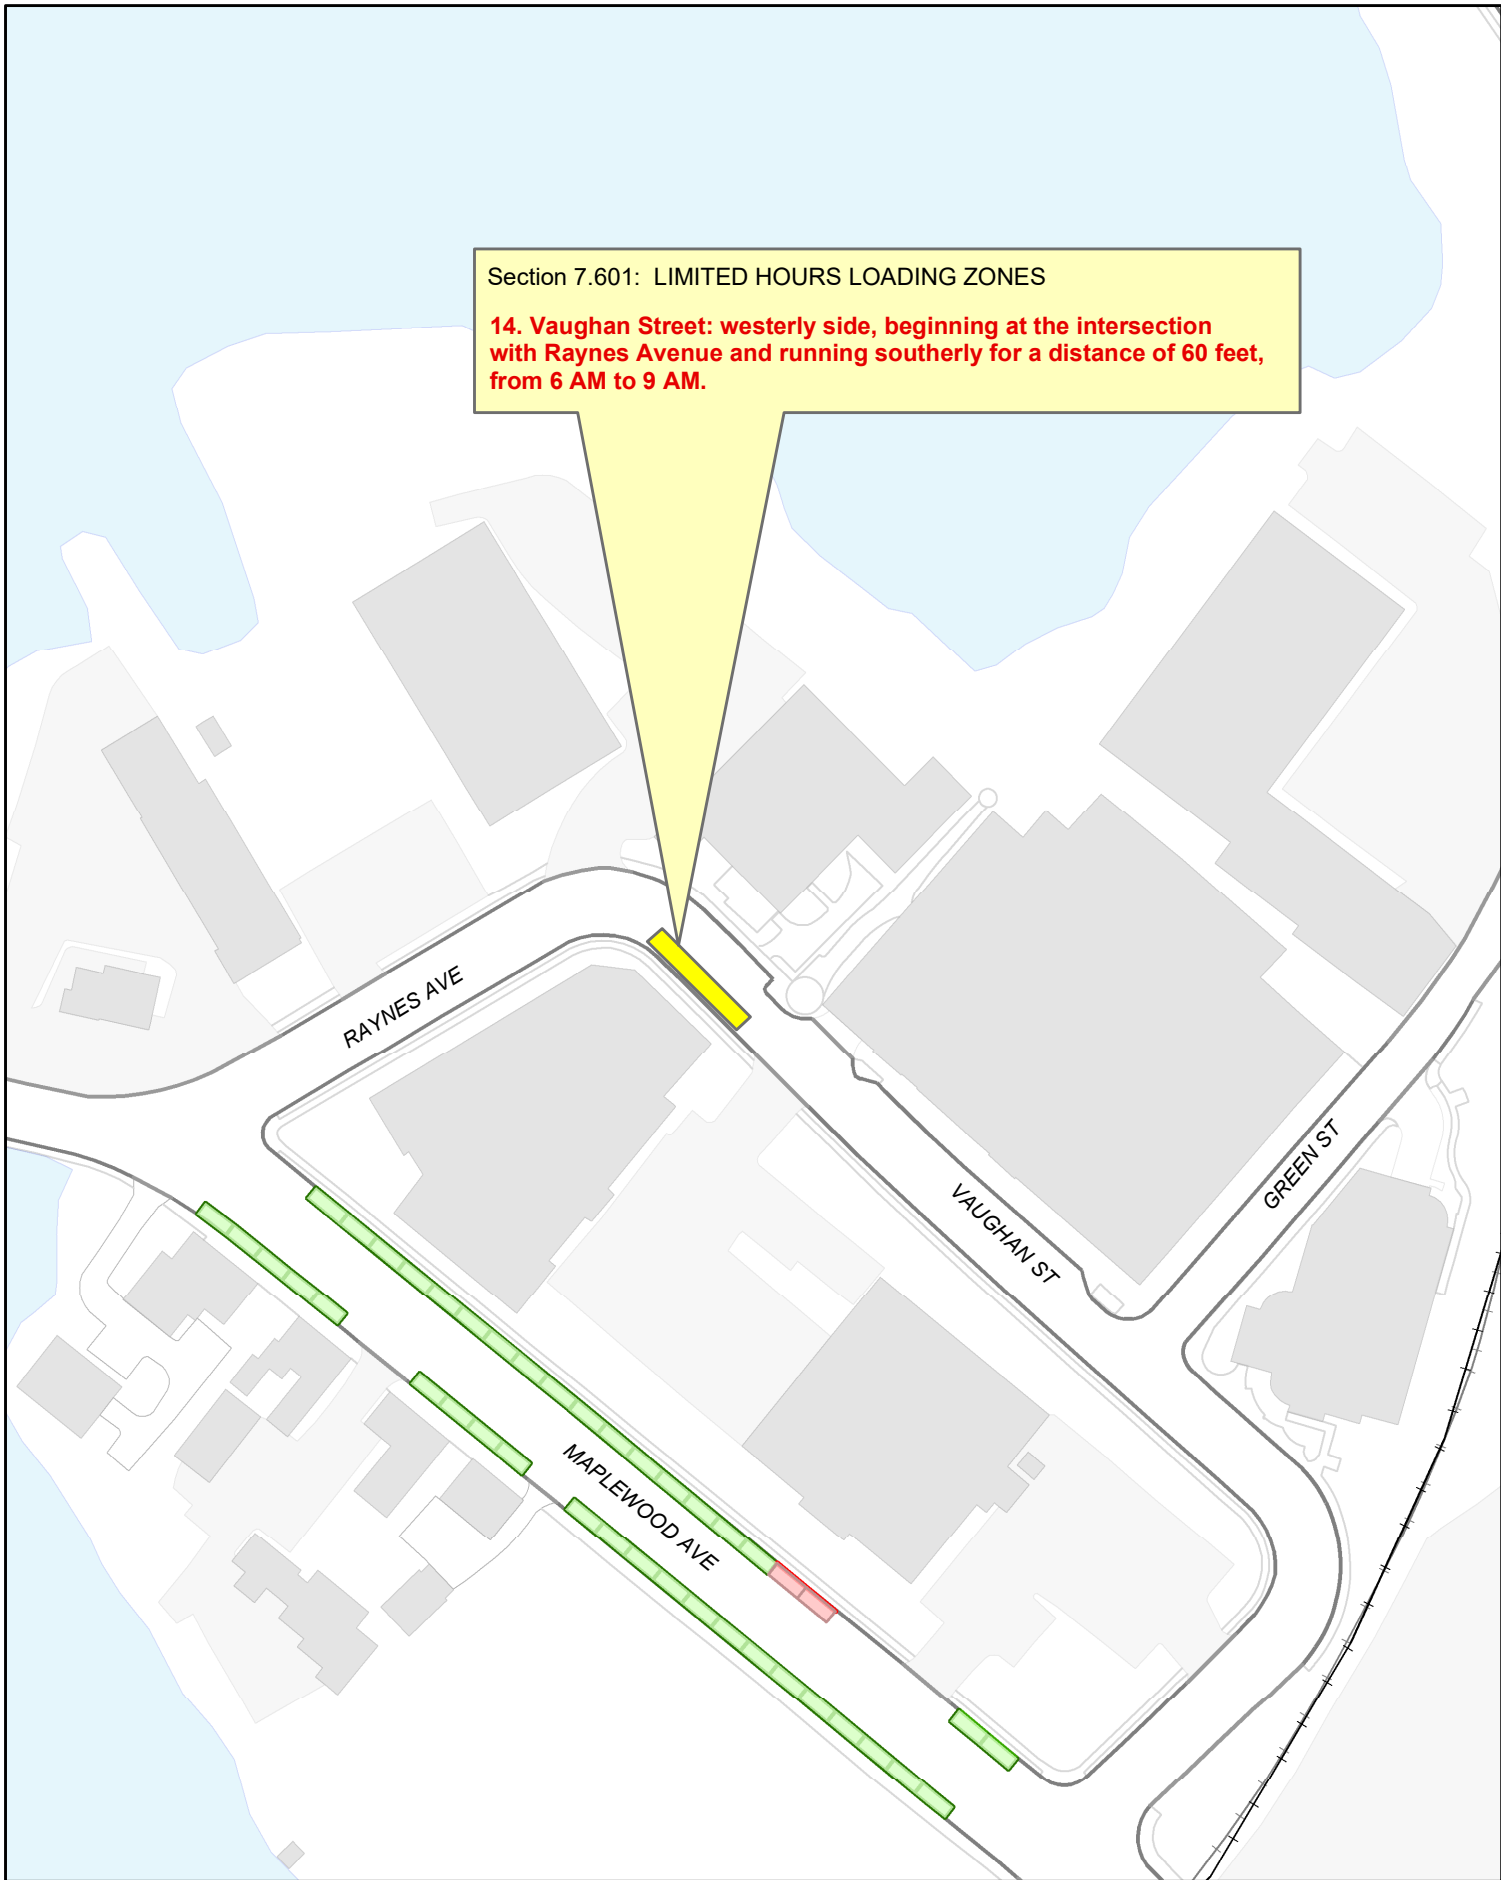 Section 7.601: LIMITED HOURS LOADING ZONES
14. Vaughan Street: westerly side, beginning at the intersection
with Raynes Avenue and running southerly for a distance of 60 feet,
from 6 AM to 9 AM.
RAYNES AVE
VAUGHAN ST
GREEN ST
MAPLEWOOD AVE